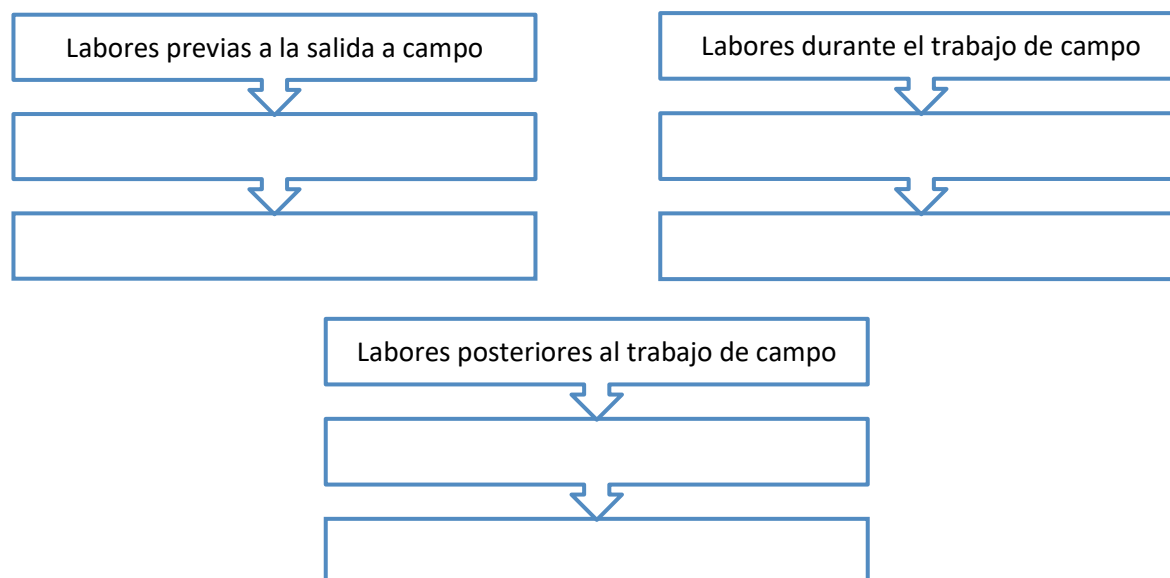 Labores previas a la salida a campo
Labores durante el trabajo de campo
Labores posteriores al trabajo de campo